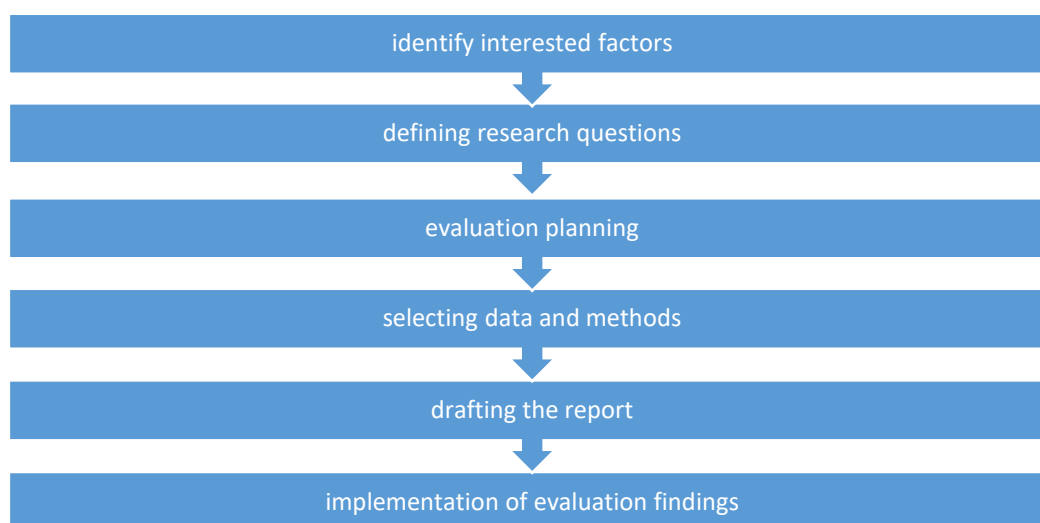 identify interested factors
defining research questions
evaluation planning
selecting data and methods
drafting the report
implementation of evaluation findings